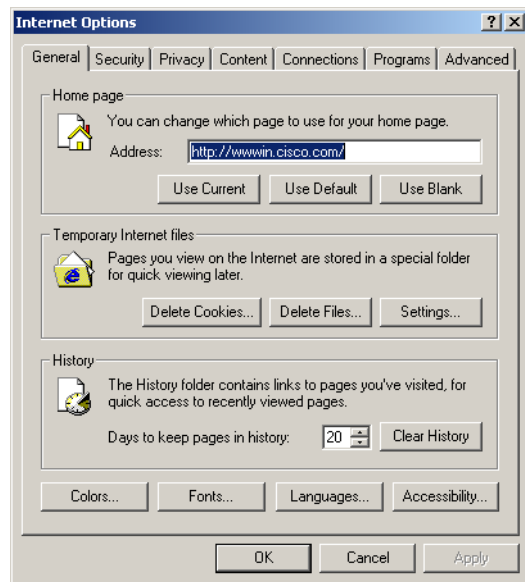 Internet Options
General Security Privacy Content Connections Programs Advanced
Home page
You can change which page to use for your home page.
Address: http://wwwin.cisco.com/
Use Current Use Default Use Blank
Temporary Internet files
Pages you view on the Internet are stored in a special folder
for quick viewing later.
Delete Cookies... Delete Files... Settings...
History
The History folder contains links to pages you've visited, for
quick access to recently viewed pages.
Days to keep pages in history: 20 Clear History
Colors... Fonts... Languages... Accessibility...
OK Cancel Apply